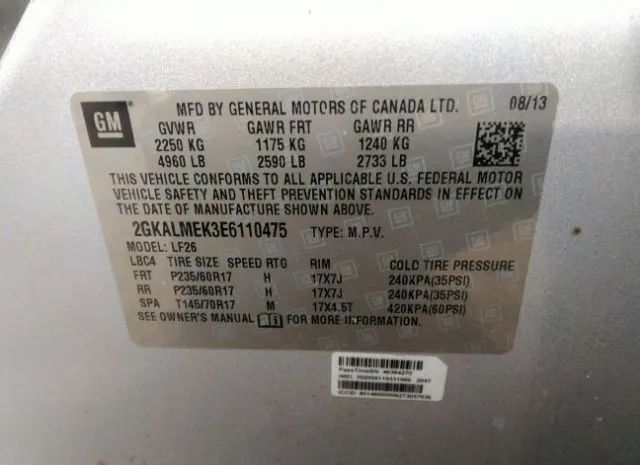 GM
MFD BY GENERAL MOTORS OF CANADA LTD. 08/13
GVWR GAWR FRT GAWR RR
2250 KG 1175 KG 1240 KG
4960 LB 2590 LB 2733 LB
THIS VEHICLE CONFORMS TO ALL APPLICABLE U.S. FEDERAL MOTOR
VEHICLE SAFETY AND THEFT PREVENTION STANDARDS IN EFFECT ON
THE DATE OF MANUFACTURE SHOWN ABOVE.
2GKALMEK3E6110475 TYPE: M.P.V.
MODEL: LF26
LBC4 TIRE SIZE SPEED RTG RIM COLD TIRE PRESSURE
FRT P235/60R17 H 17X7J 240KPA(35PSI)
RR P235/60R17 H 17X7J 240KPA(35PSI)
SPA T145/70R17 M 17X4.5T 420KPA(60PSI)
SEE OWNER'S MANUAL FOR MORE INFORMATION.